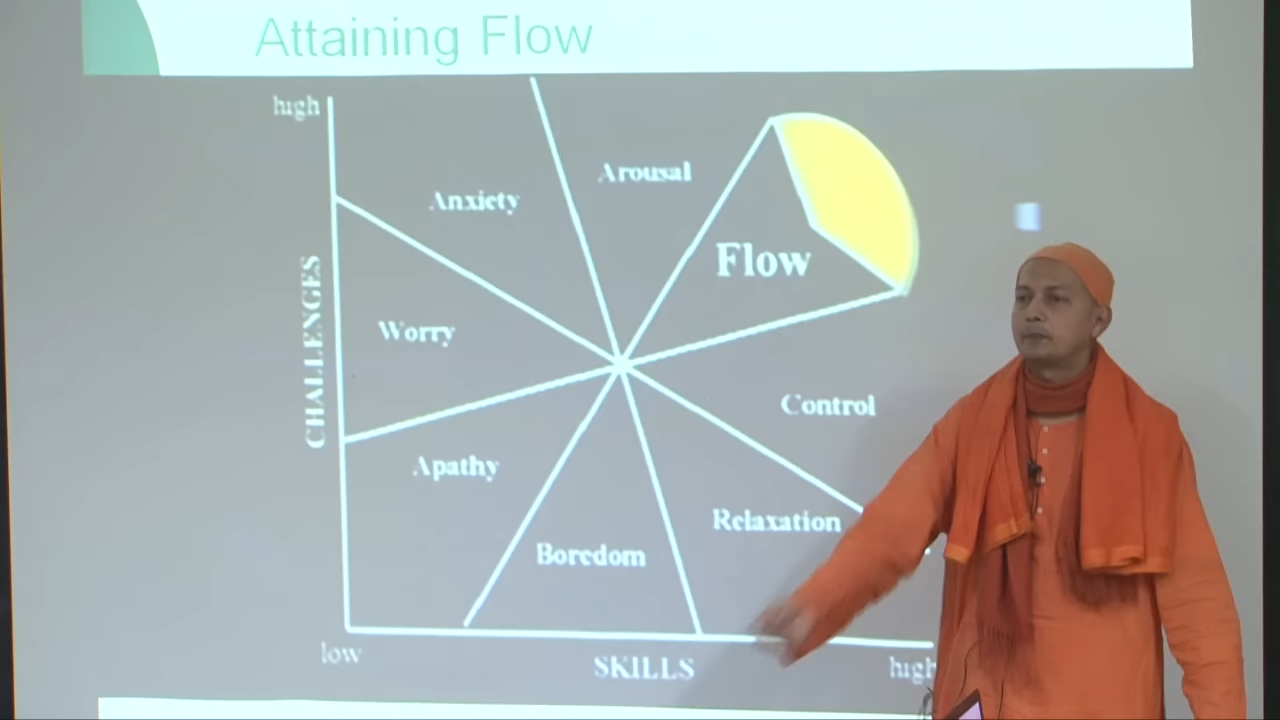 Attaining Flow
high
Arousal
Anxiety
Flow
CHALLENGES
Worry
Control
Apathy
Relaxation
Boredom
low
SKILLS
high